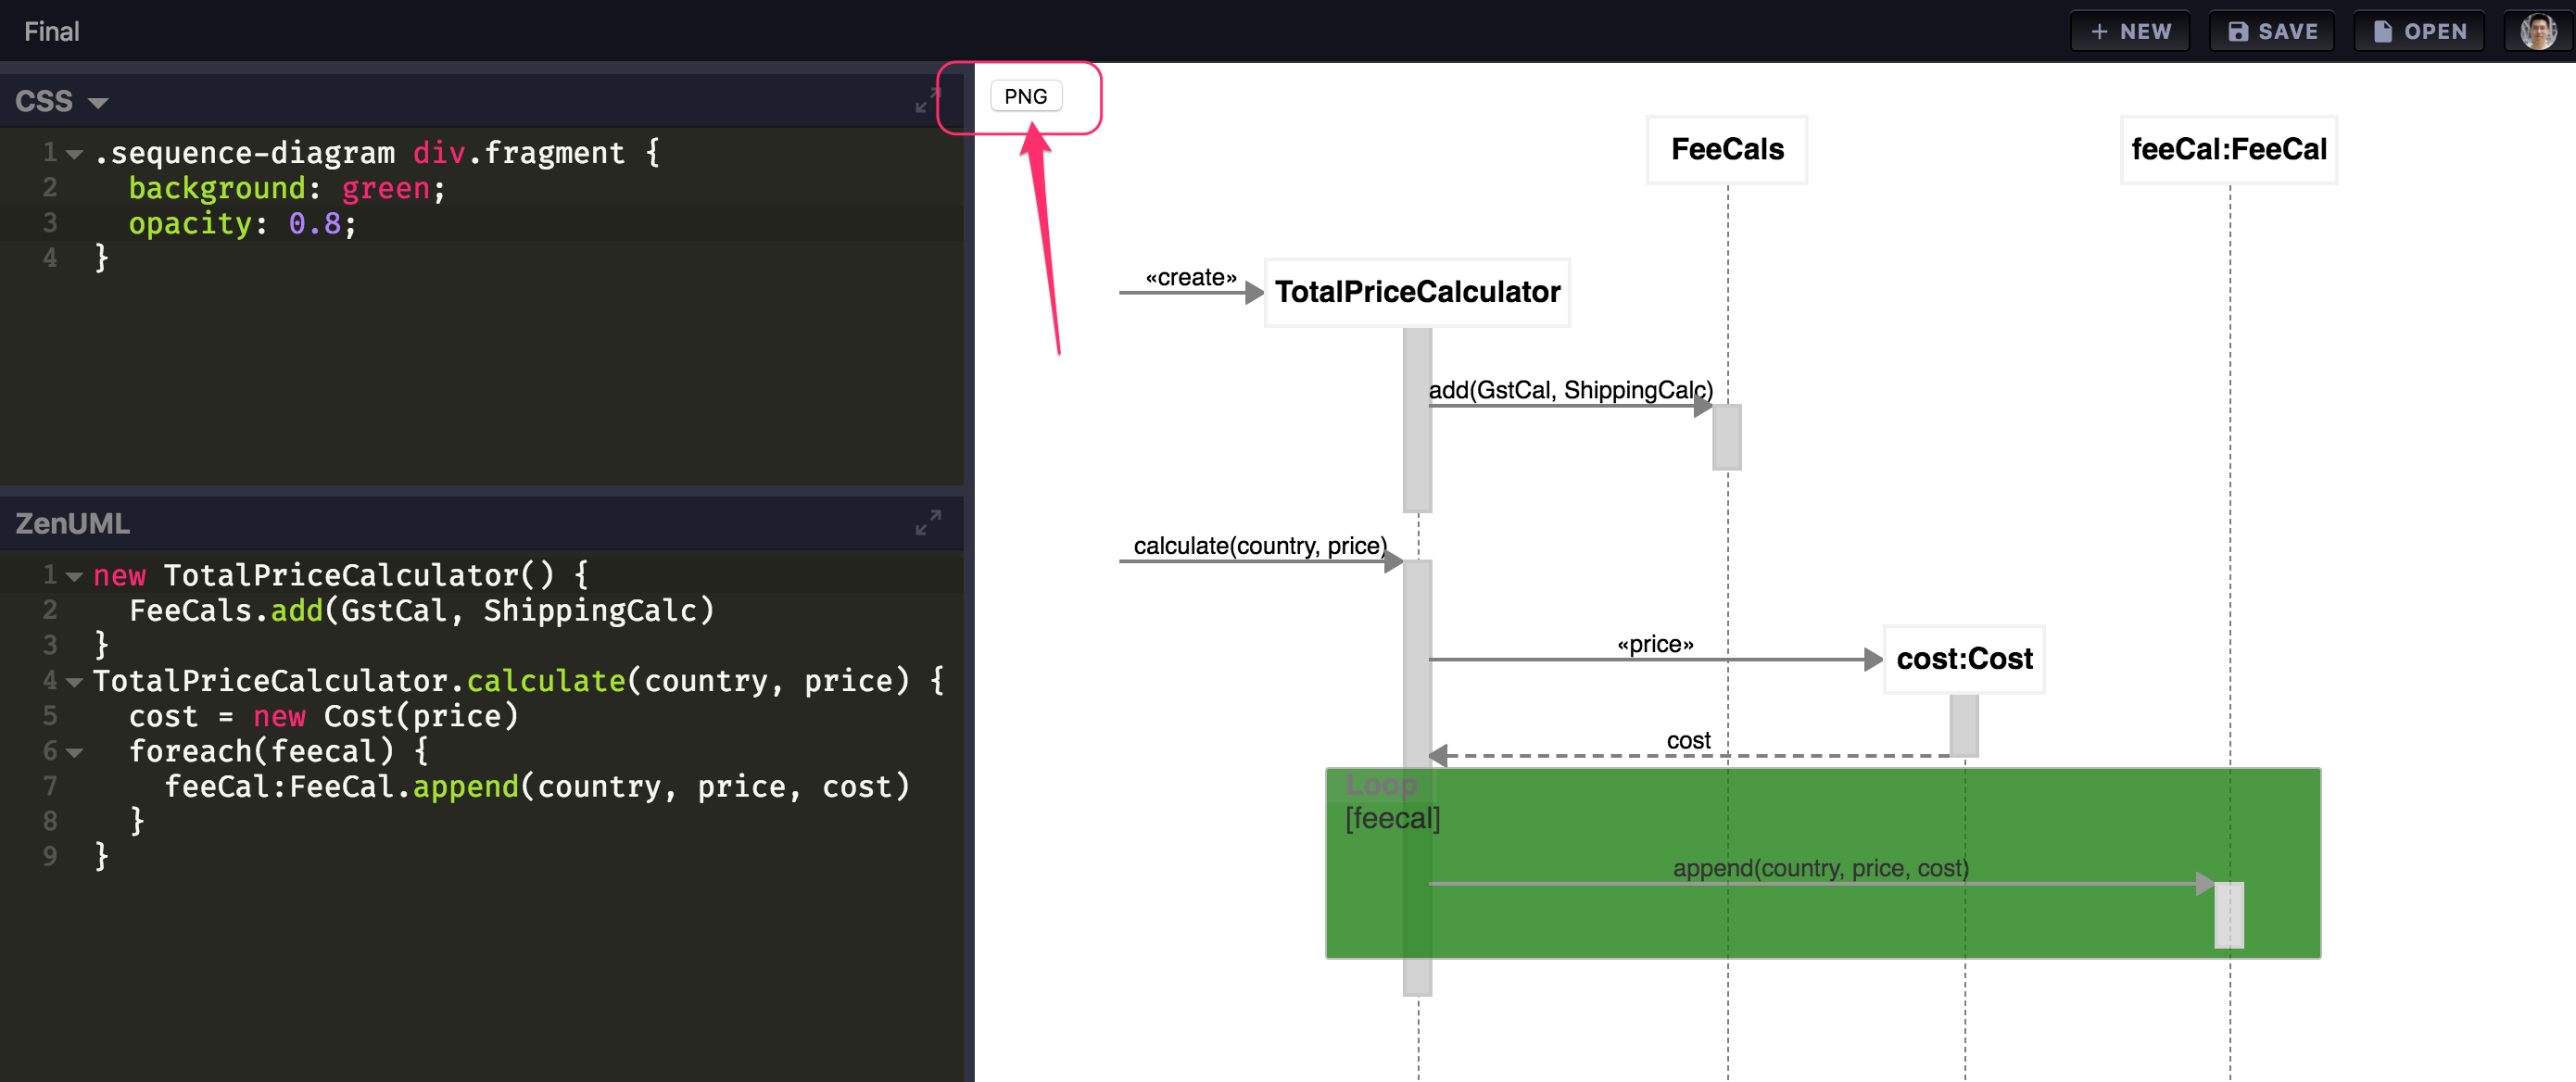 Final
+ NEW
SAVE
OPEN
CSS
1 .sequence-diagram div.fragment {
2 background: green;
3 opacity: 0.8;
4 }
ZenUML
1 new TotalPriceCalculator() {
2 FeeCals.add(GstCal, ShippingCalc)
3 }
4 TotalPriceCalculator.calculate(country, price) {
5 cost = new Cost(price)
6 foreach(feecal) {
7 feeCal:FeeCal.append(country, price, cost)
8 }
9 }
PNG
FeeCals
feeCal:FeeCal
«create»
TotalPriceCalculator
add(GstCal, ShippingCalc)
calculate(country, price)
«price»
cost:Cost
cost
Loop
[feecal]
append(country, price, cost)